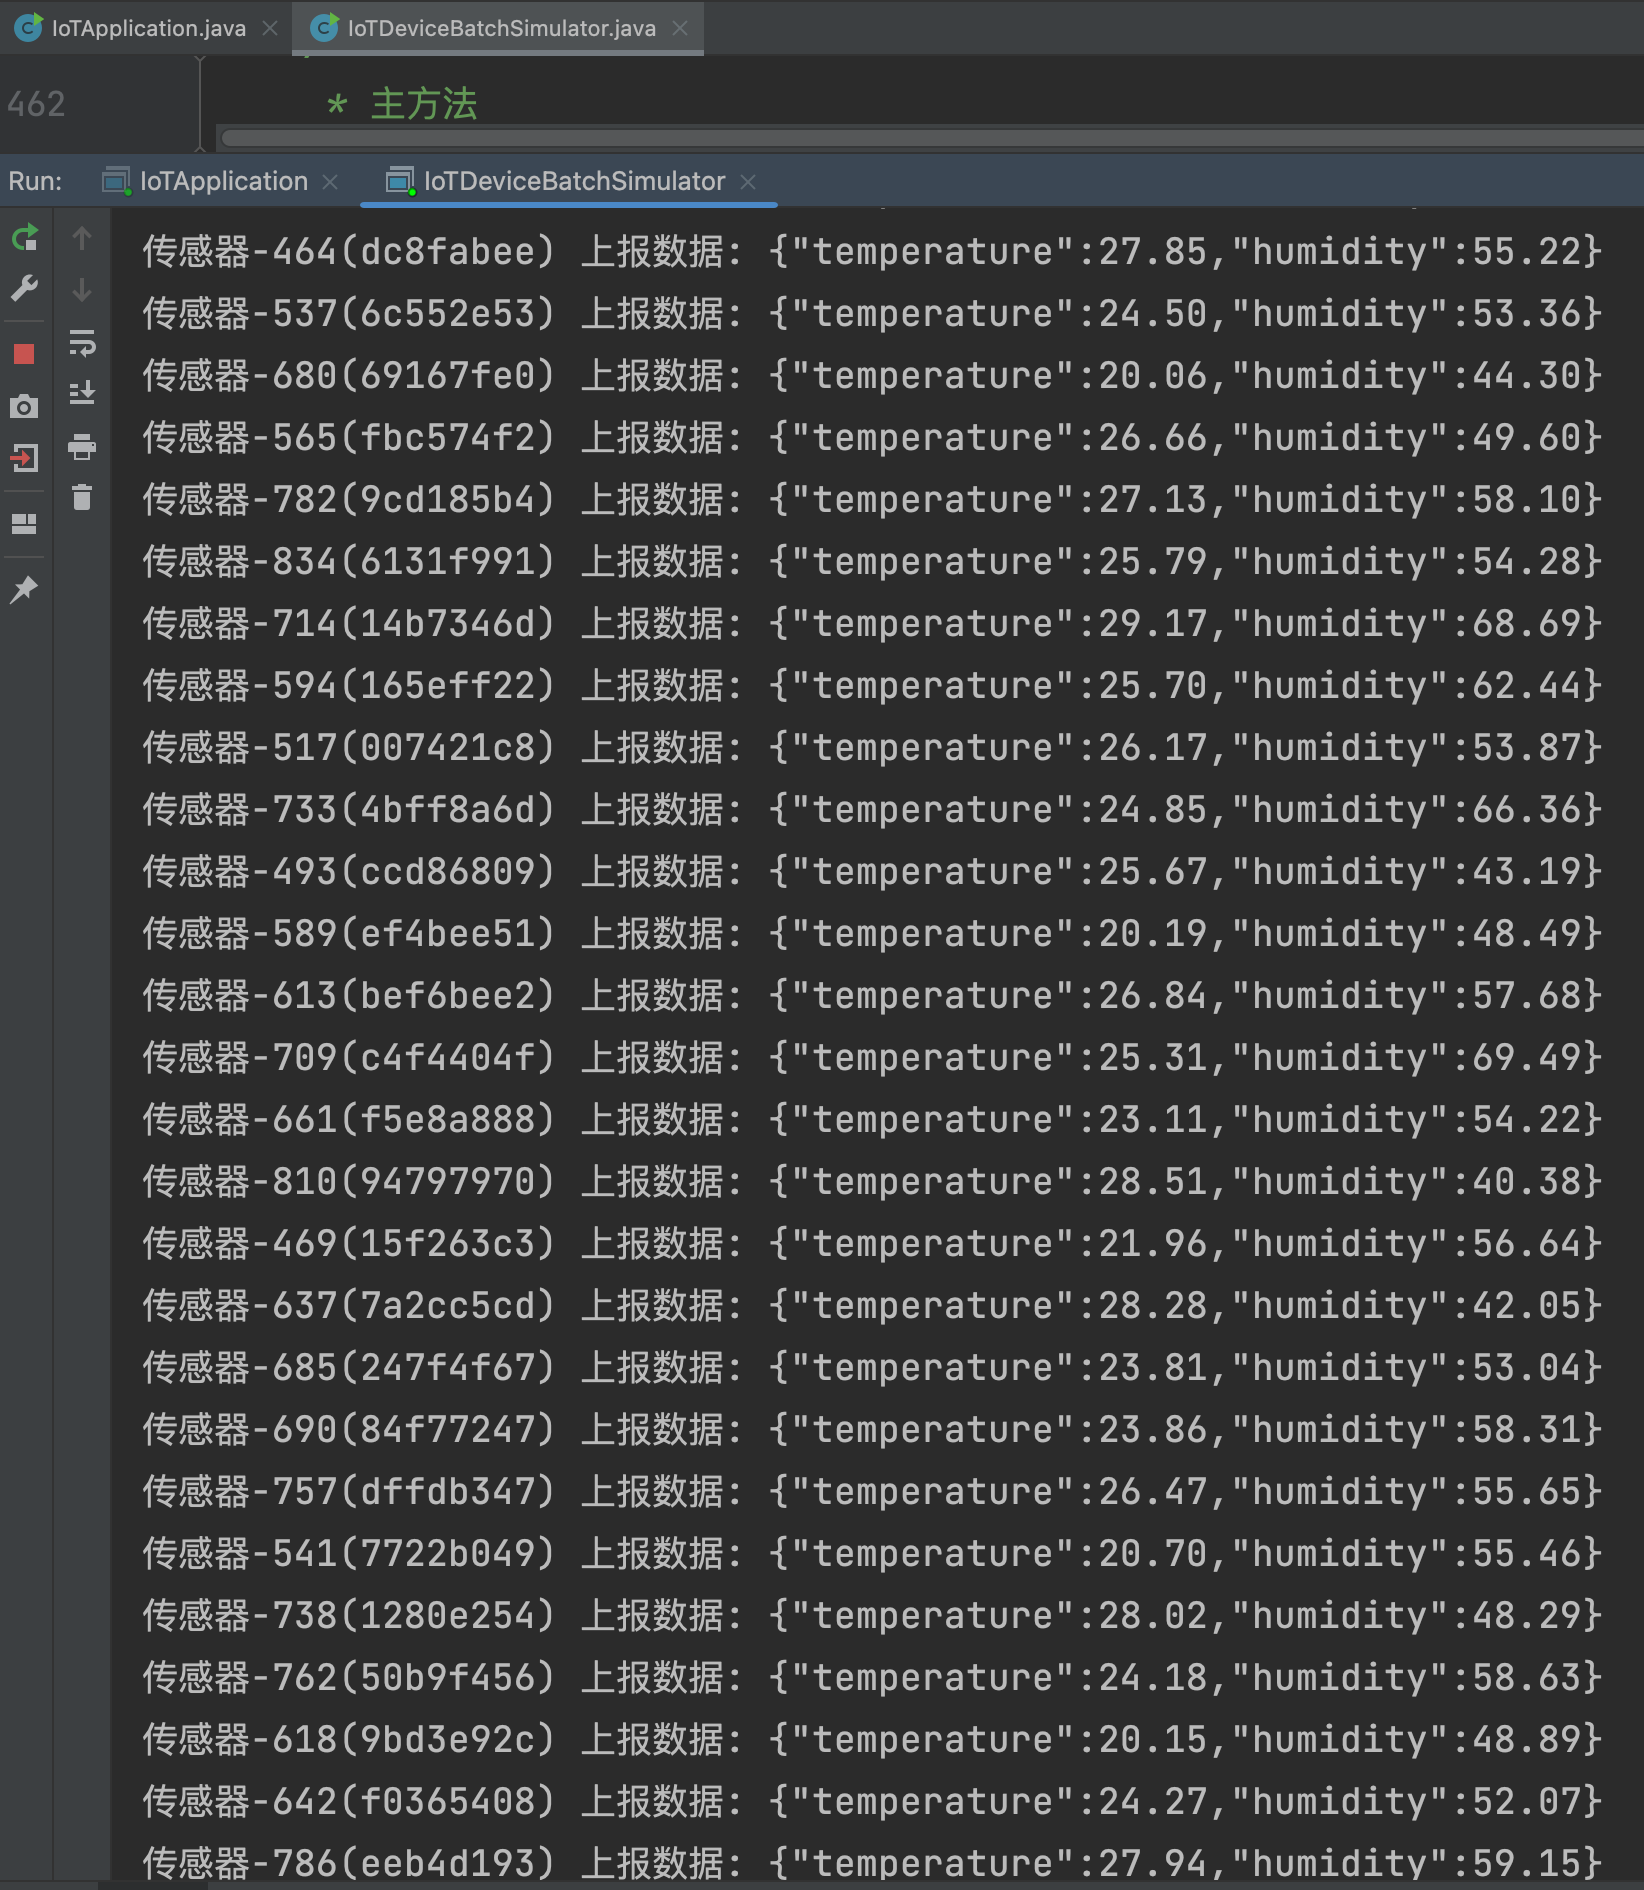 IoTApplication.java
IoTDeviceBatchSimulator.java
462
* 主方法
Run:
IoTApplication
IoTDeviceBatchSimulator
传感器-464(dc8fabee) 上报数据: {"temperature":27.85,"humidity":55.22}
传感器-537(6c552e53) 上报数据: {"temperature":24.50,"humidity":53.36}
传感器-680(69167fe0) 上报数据: {"temperature":20.06,"humidity":44.30}
传感器-565(fbc574f2) 上报数据: {"temperature":26.66,"humidity":49.60}
传感器-782(9cd185b4) 上报数据: {"temperature":27.13,"humidity":58.10}
传感器-834(6131f991) 上报数据: {"temperature":25.79,"humidity":54.28}
传感器-714(14b7346d) 上报数据: {"temperature":29.17,"humidity":68.69}
传感器-594(165eff22) 上报数据: {"temperature":25.70,"humidity":62.44}
传感器-517(007421c8) 上报数据: {"temperature":26.17,"humidity":53.87}
传感器-733(4bff8a6d) 上报数据: {"temperature":24.85,"humidity":66.36}
传感器-493(ccd86809) 上报数据: {"temperature":25.67,"humidity":43.19}
传感器-589(ef4bee51) 上报数据: {"temperature":20.19,"humidity":48.49}
传感器-613(bef6bee2) 上报数据: {"temperature":26.84,"humidity":57.68}
传感器-709(c4f4404f) 上报数据: {"temperature":25.31,"humidity":69.49}
传感器-661(f5e8a888) 上报数据: {"temperature":23.11,"humidity":54.22}
传感器-810(94797970) 上报数据: {"temperature":28.51,"humidity":40.38}
传感器-469(15f263c3) 上报数据: {"temperature":21.96,"humidity":56.64}
传感器-637(7a2cc5cd) 上报数据: {"temperature":28.28,"humidity":42.05}
传感器-685(247f4f67) 上报数据: {"temperature":23.81,"humidity":53.04}
传感器-690(84f77247) 上报数据: {"temperature":23.86,"humidity":58.31}
传感器-757(dffdb347) 上报数据: {"temperature":26.47,"humidity":55.65}
传感器-541(7722b049) 上报数据: {"temperature":20.70,"humidity":55.46}
传感器-738(1280e254) 上报数据: {"temperature":28.02,"humidity":48.29}
传感器-762(50b9f456) 上报数据: {"temperature":24.18,"humidity":58.63}
传感器-618(9bd3e92c) 上报数据: {"temperature":20.15,"humidity":48.89}
传感器-642(f0365408) 上报数据: {"temperature":24.27,"humidity":52.07}
传感器-786(eeb4d193) 上报数据: {"temperature":27.94,"humidity":59.15}